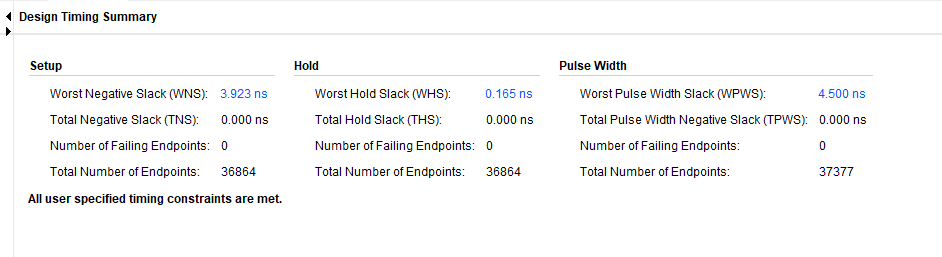 Design Timing Summary
Setup Hold Pulse Width
Worst Negative Slack (WNS): 3.923 ns Worst Hold Slack (WHS): 0.165 ns Worst Pulse Width Slack (WPWS): 4.500 ns
Total Negative Slack (TNS): 0.000 ns Total Hold Slack (THS): 0.000 ns Total Pulse Width Negative Slack (TPWS): 0.000 ns
Number of Failing Endpoints: 0 Number of Failing Endpoints: 0 Number of Failing Endpoints: 0
Total Number of Endpoints: 36864 Total Number of Endpoints: 36864 Total Number of Endpoints: 37377
All user specified timing constraints are met.